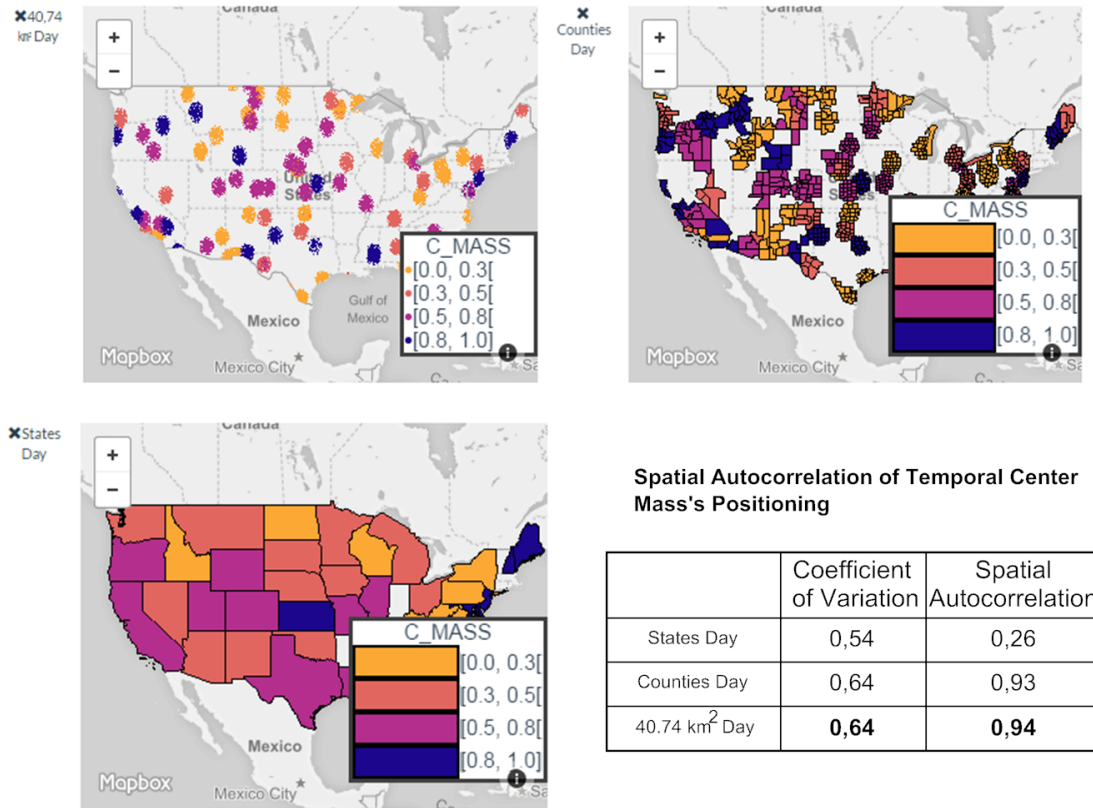 ✖40,74
km² Day
Canada
+
−
United
States
C_MASS
[0.0, 0.3[
[0.3, 0.5[
[0.5, 0.8[
[0.8, 1.0]
Gulf of
Mexico
Mexico
Mapbox
Mexico City
i
Sa
✖
Counties
Day
Canada
+
−
States
C_MASS
[0.0, 0.3[
[0.3, 0.5[
[0.5, 0.8[
[0.8, 1.0]
Mexico
Mapbox
Mexico City
i
Sa
✖States
Day
Canada
+
−
C_MASS
[0.0, 0.3[
[0.3, 0.5[
[0.5, 0.8[
[0.8, 1.0]
Mexico
Mapbox
Mexico City
i
Sa
Spatial Autocorrelation of Temporal Center
Mass's Positioning
Coefficient Spatial
of Variation Autocorrelation
States Day 0,54 0,26
Counties Day 0,64 0,93
40.74 km² Day 0,64 0,94